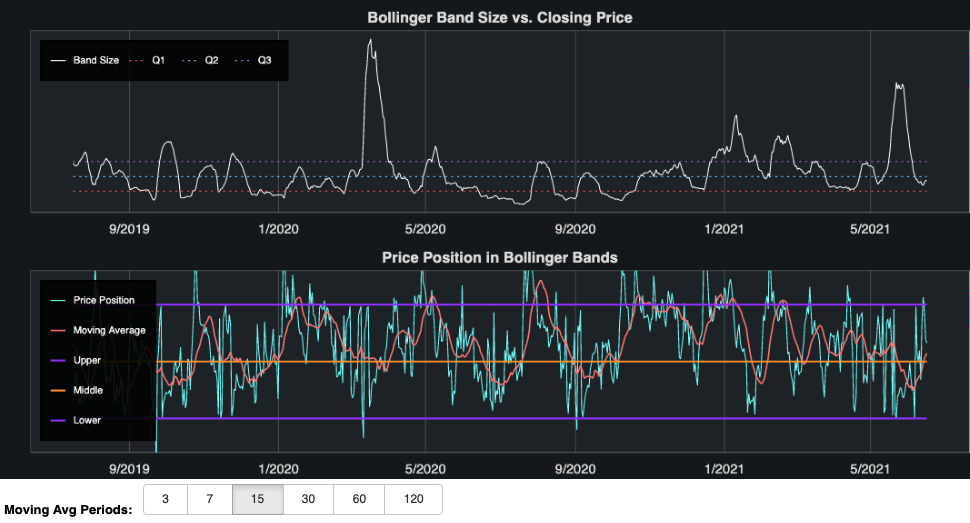 Bollinger Band Size vs. Closing Price
Band Size Q1 Q2 Q3
9/2019 1/2020 5/2020 9/2020 1/2021 5/2021
Price Position in Bollinger Bands
Price Position
Moving Average
Upper
Middle
Lower
9/2019 1/2020 5/2020 9/2020 1/2021 5/2021
Moving Avg Periods: 3 7 15 30 60 120